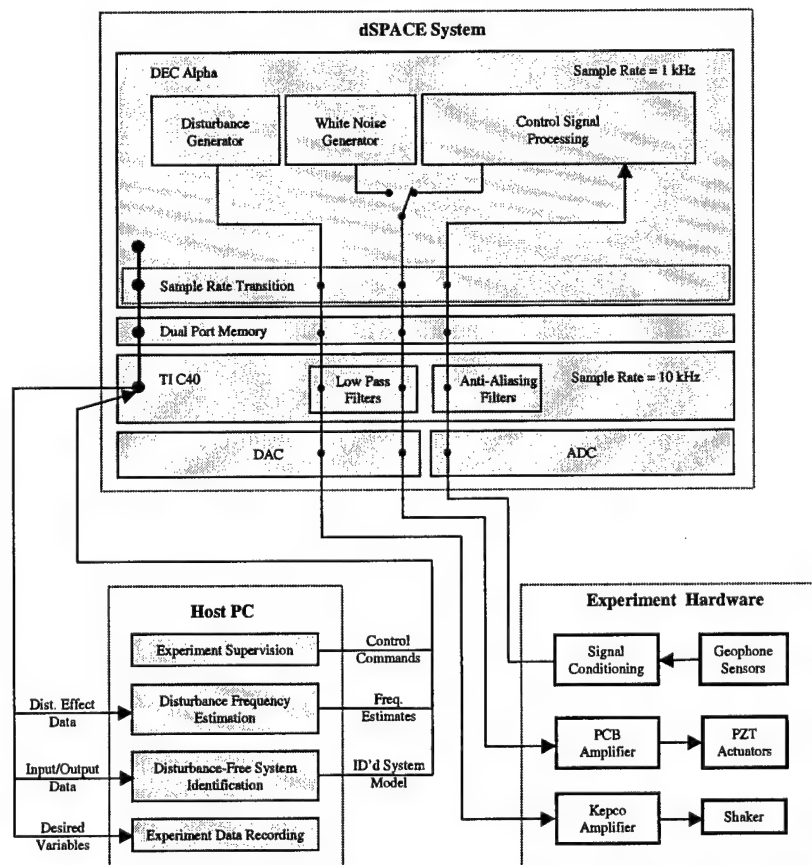 dSPACE System
DEC Alpha
Sample Rate = 1 kHz
Disturbance
Generator
White Noise
Generator
Control Signal
Processing
Sample Rate Transition
Dual Port Memory
TI C40
Low Pass
Filters
Anti-Aliasing
Filters
Sample Rate = 10 kHz
DAC
ADC
Host PC
Experiment Supervision
Control
Commands
Dist. Effect
Data
Disturbance Frequency
Estimation
Freq.
Estimates
Input/Output
Data
Disturbance-Free System
Identification
ID'd System
Model
Desired
Variables
Experiment Data Recording
Experiment Hardware
Signal
Conditioning
Geophone
Sensors
PCB
Amplifier
PZT
Actuators
Kepco
Amplifier
Shaker